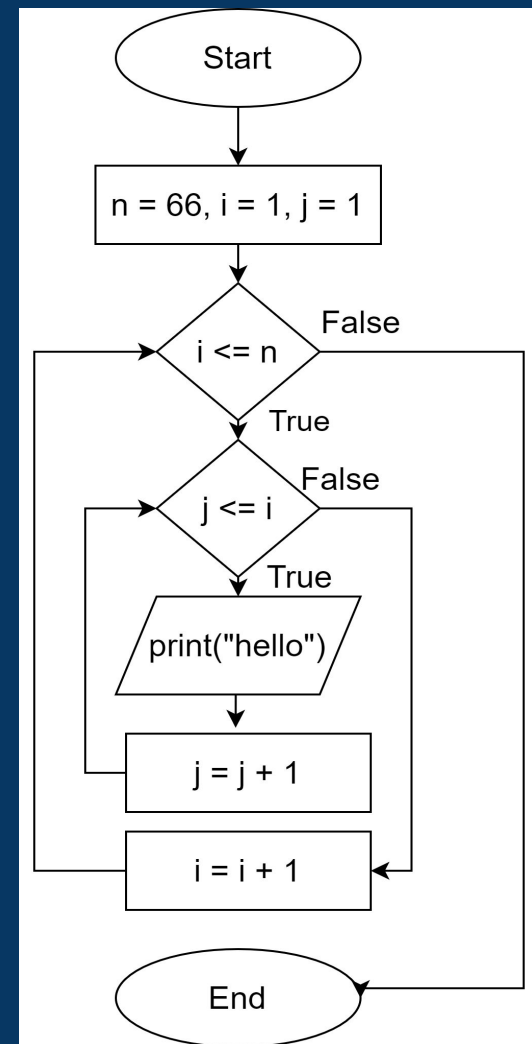 Start
n = 66, i = 1, j = 1
False
i <= n
True
False
j <= i
True
print("hello")
j = j + 1
i = i + 1
End